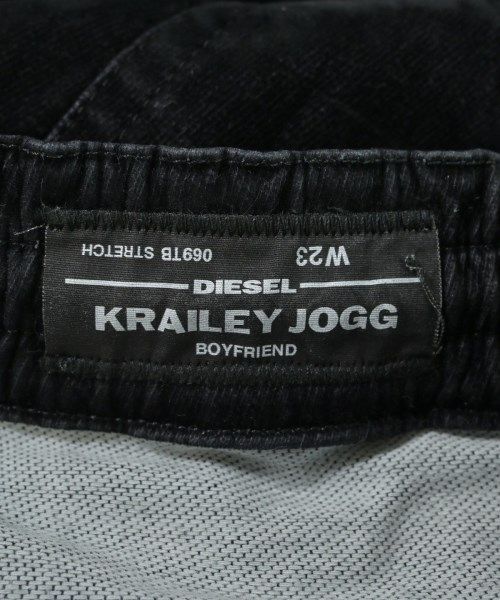 069TB STRETCH W23
DIESEL
KRAILEY JOGG
BOYFRIEND